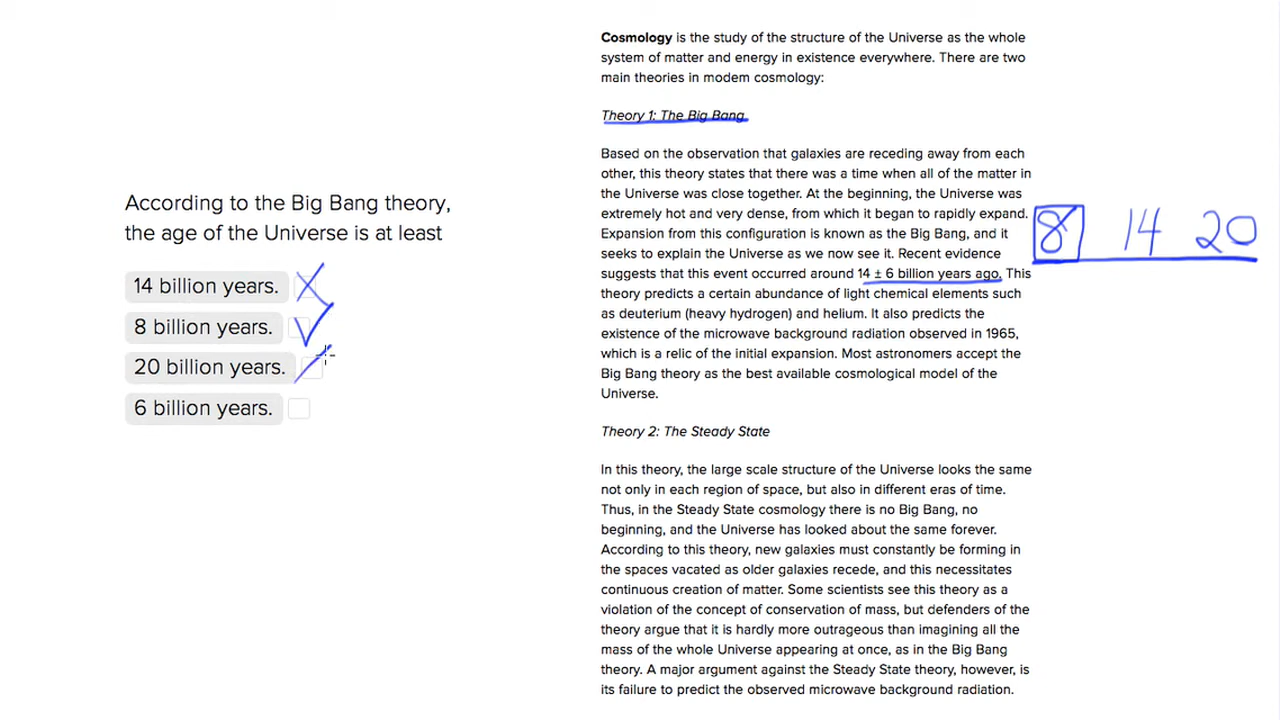 According to the Big Bang theory,
the age of the Universe is at least
14 billion years.
8 billion years.
20 billion years.
6 billion years.
Cosmology is the study of the structure of the Universe as the whole
system of matter and energy in existence everywhere. There are two
main theories in modem cosmology:
Theory 1: The Big Bang
Based on the observation that galaxies are receding away from each
other, this theory states that there was a time when all of the matter in
the Universe was close together. At the beginning, the Universe was
extremely hot and very dense, from which it began to rapidly expand.
Expansion from this configuration is known as the Big Bang, and it
seeks to explain the Universe as we now see it. Recent evidence
suggests that this event occurred around 14 ± 6 billion years ago. This
theory predicts a certain abundance of light chemical elements such
as deuterium (heavy hydrogen) and helium. It also predicts the
existence of the microwave background radiation observed in 1965,
which is a relic of the initial expansion. Most astronomers accept the
Big Bang theory as the best available cosmological model of the
Universe.
Theory 2: The Steady State
In this theory, the large scale structure of the Universe looks the same
not only in each region of space, but also in different eras of time.
Thus, in the Steady State cosmology there is no Big Bang, no
beginning, and the Universe has looked about the same forever.
According to this theory, new galaxies must constantly be forming in
the spaces vacated as older galaxies recede, and this necessitates
continuous creation of matter. Some scientists see this theory as a
violation of the concept of conservation of mass, but defenders of the
theory argue that it is hardly more outrageous than imagining all the
mass of the whole Universe appearing at once, as in the Big Bang
theory. A major argument against the Steady State theory, however, is
its failure to predict the observed microwave background radiation.
8 14 20